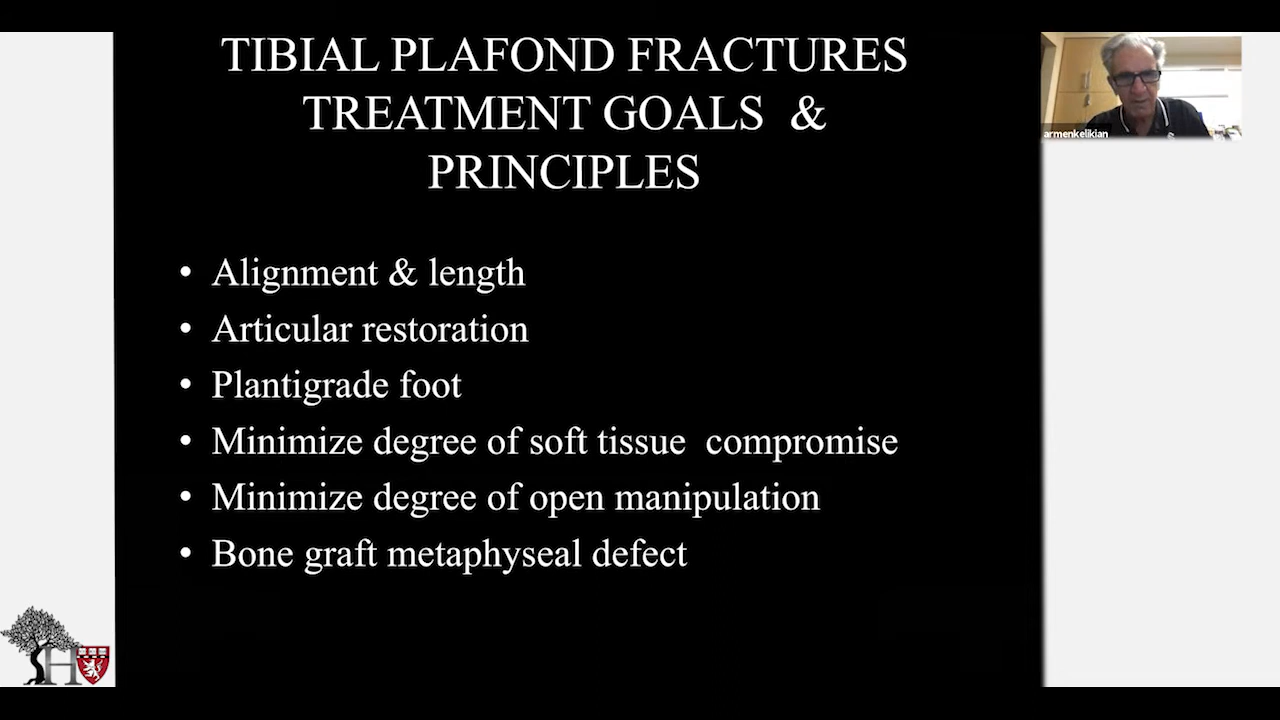 TIBIAL PLAFOND FRACTURES
TREATMENT GOALS &
PRINCIPLES
armenkelikian
• Alignment & length
• Articular restoration
• Plantigrade foot
• Minimize degree of soft tissue compromise
• Minimize degree of open manipulation
• Bone graft metaphyseal defect
H